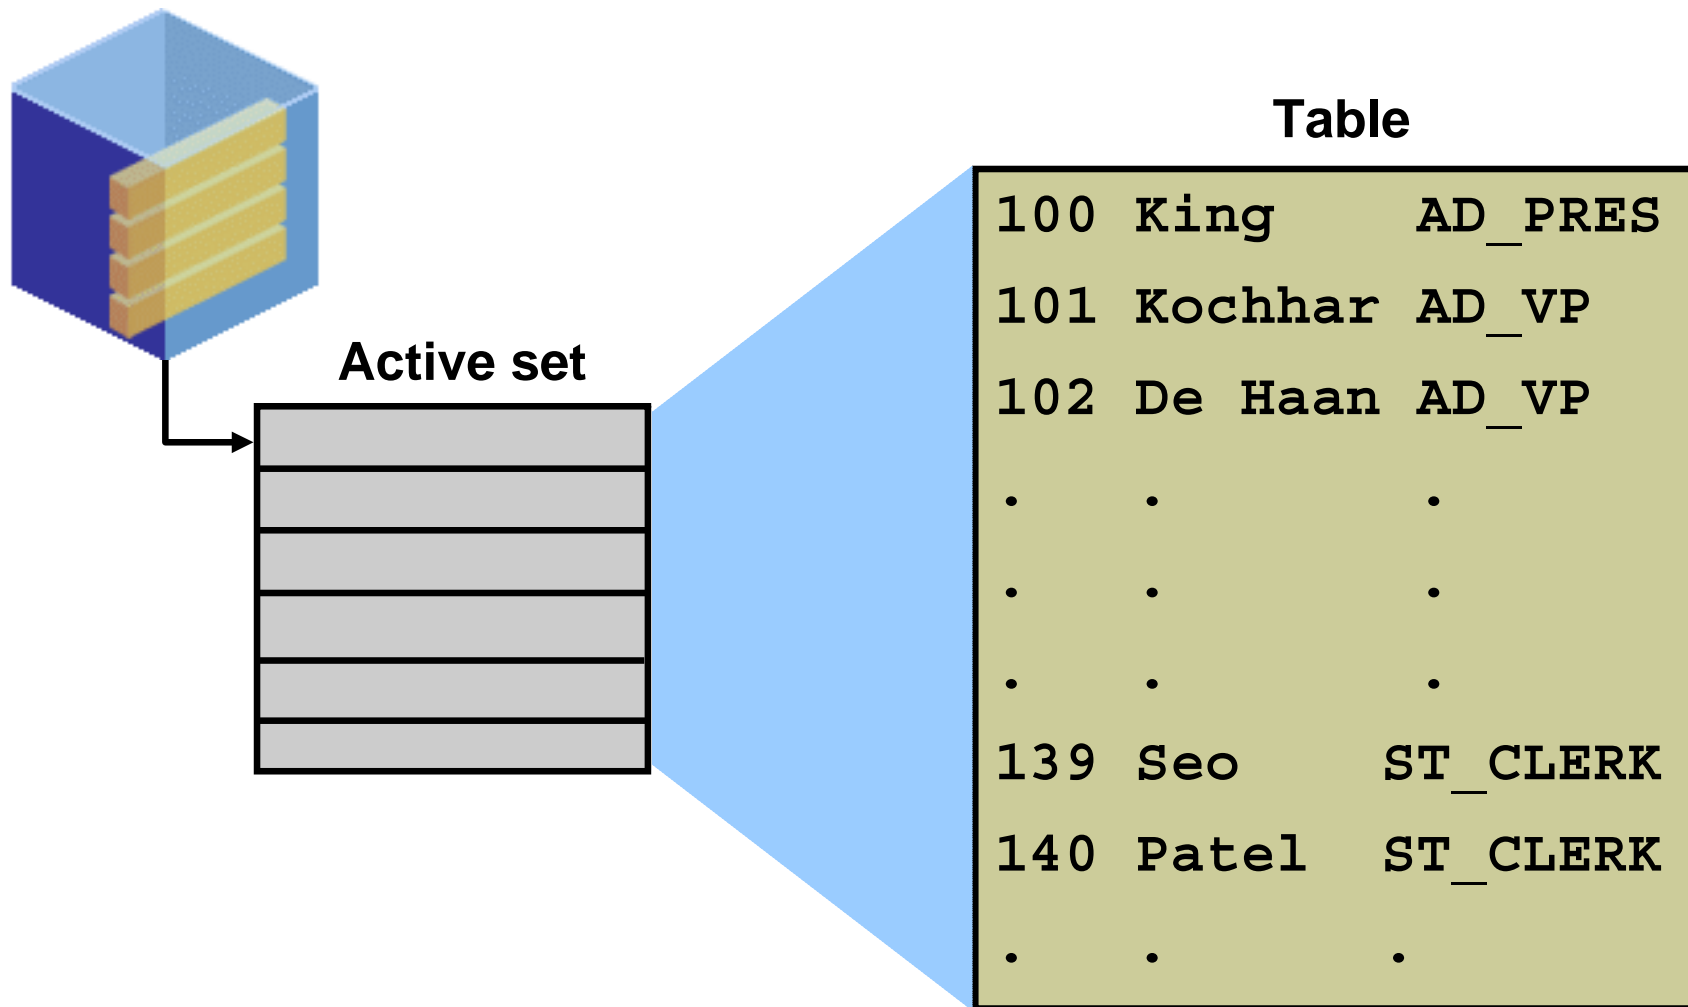 Table
Active set
100 King AD_PRES
101 Kochhar AD_VP
102 De Haan AD_VP
. . .
. . .
. . .
139 Seo ST_CLERK
140 Patel ST_CLERK
. . .